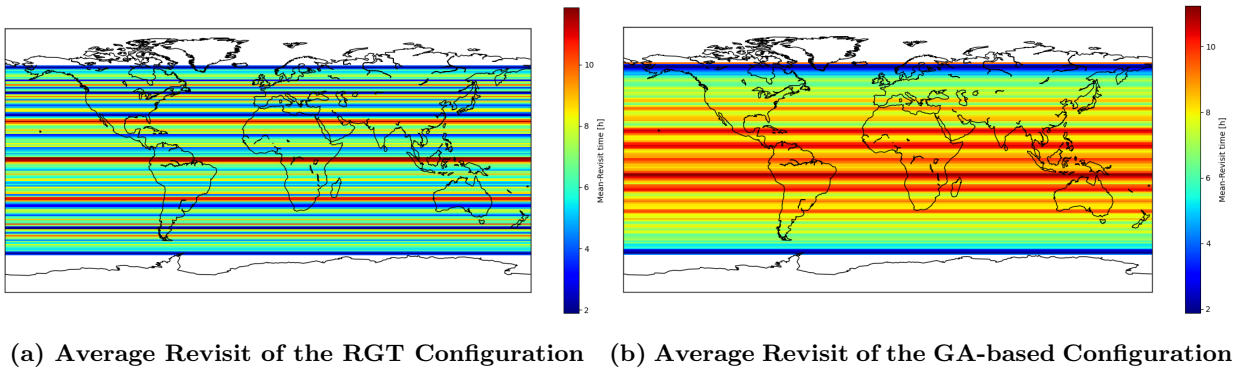 10
8
6
4
2
Mean-Revisit time [h]
10
8
6
4
2
Mean-Revisit time [h]
(a) Average Revisit of the RGT Configuration
(b) Average Revisit of the GA-based Configuration